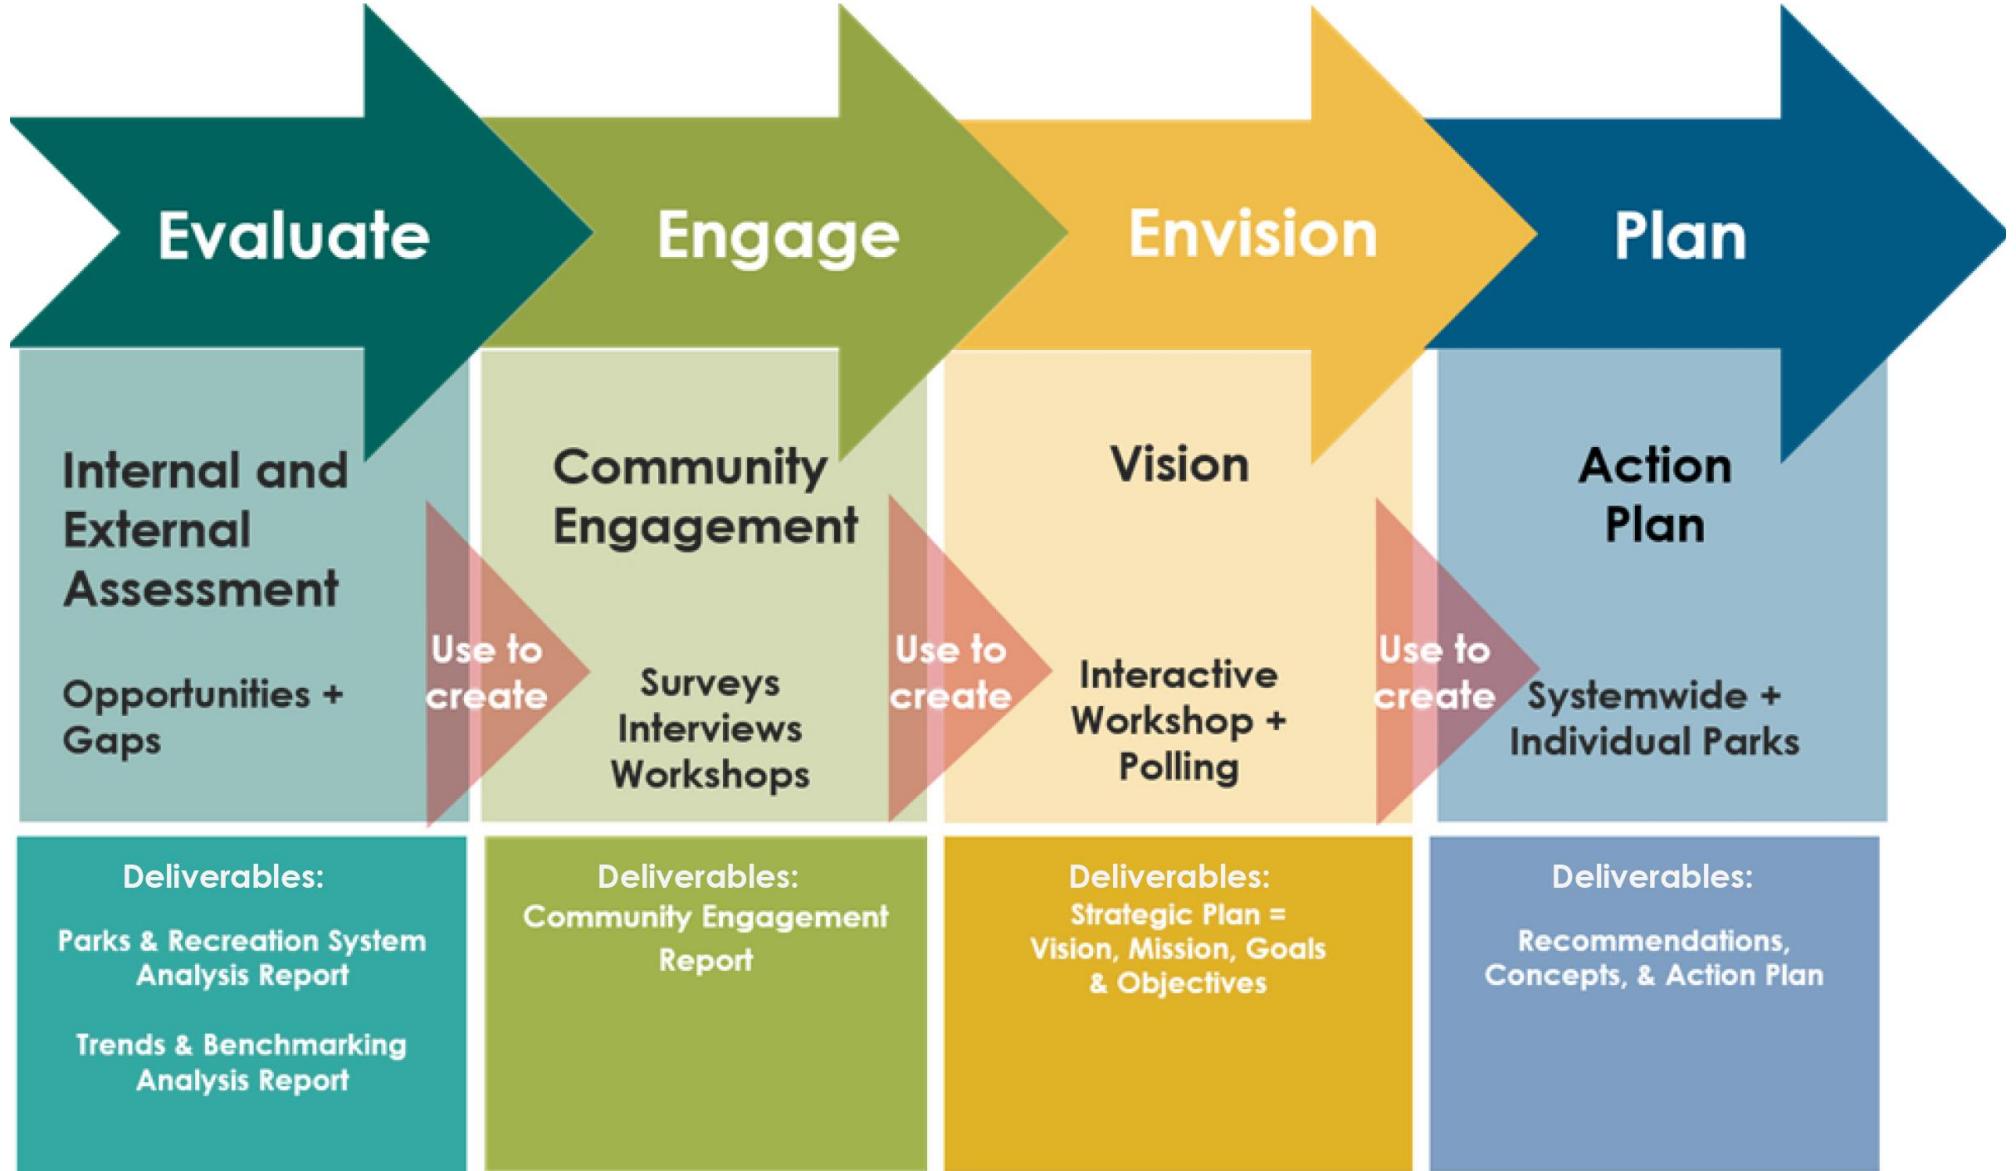 Evaluate
Engage
Envision
Plan
Internal and
External
Assessment
Opportunities +
Gaps
Use to
create
Community
Engagement
Surveys
Interviews
Workshops
Use to
create
Vision
Interactive
Workshop +
Polling
Use to
create
Action
Plan
Systemwide +
Individual Parks
Deliverables:
Parks & Recreation System
Analysis Report
Trends & Benchmarking
Analysis Report
Deliverables:
Community Engagement
Report
Deliverables:
Strategic Plan =
Vision, Mission, Goals
& Objectives
Deliverables:
Recommendations,
Concepts, & Action Plan